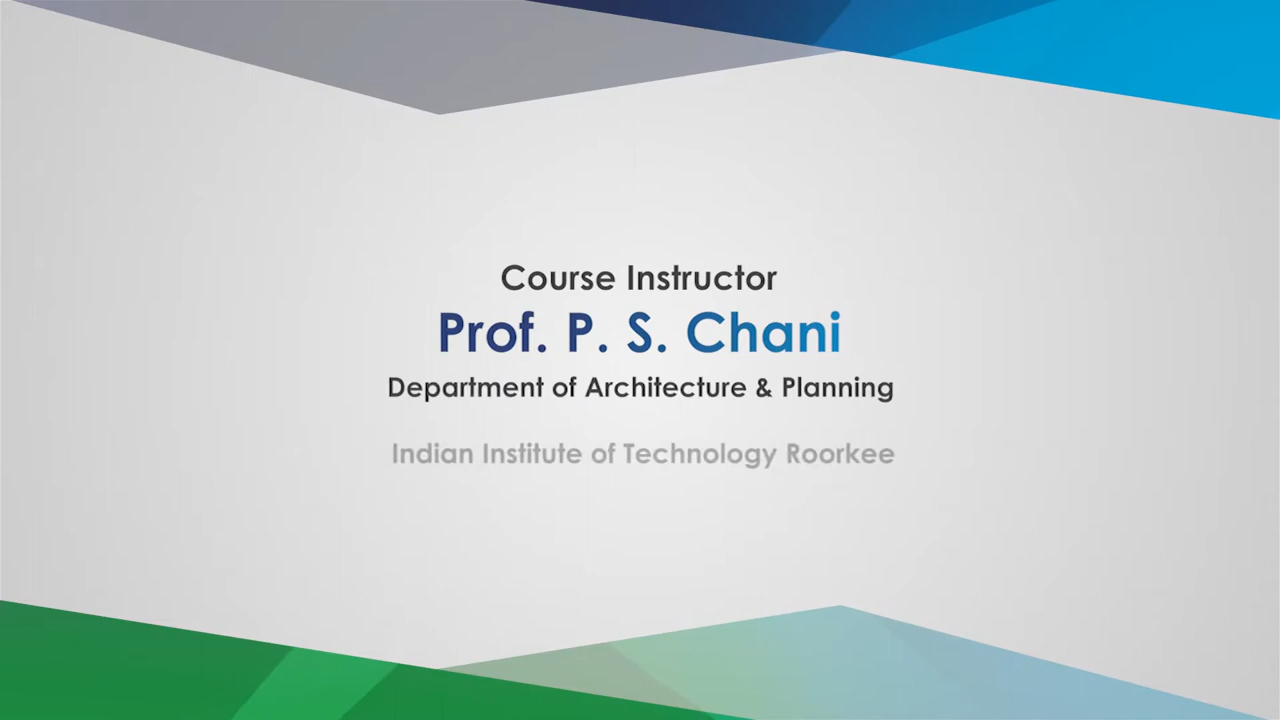 Course Instructor
Prof. P. S. Chani
Department of Architecture & Planning
Indian Institute of Technology Roorkee